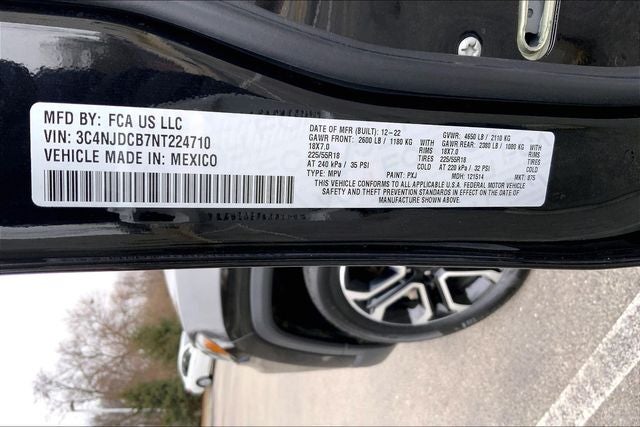 MFD BY: FCA US LLC
VIN: 3C4NJDCB7NT224710
VEHICLE MADE IN: MEXICO
DATE OF MFR (BUILT): 12-22
GAWR FRONT: 2600 LB / 1180 KG
18X7.0 RIMS
225/55R18 TIRES
AT 240 kPa / 35 PSI COLD
TYPE: MPV
GVWR: 4650 LB / 2110 KG
GAWR REAR: 2380 LB / 1080 KG
18X7.0 RIMS
225/55R18 TIRES
AT 220 kPa / 32 PSI COLD
PAINT: PXJ
MDH: 121514
MKT: 875
THIS VEHICLE CONFORMS TO ALL APPLICABLE U.S.A. FEDERAL MOTOR VEHICLE
SAFETY AND THEFT PREVENTION STANDARDS IN EFFECT ON THE DATE OF
MANUFACTURE SHOWN ABOVE.